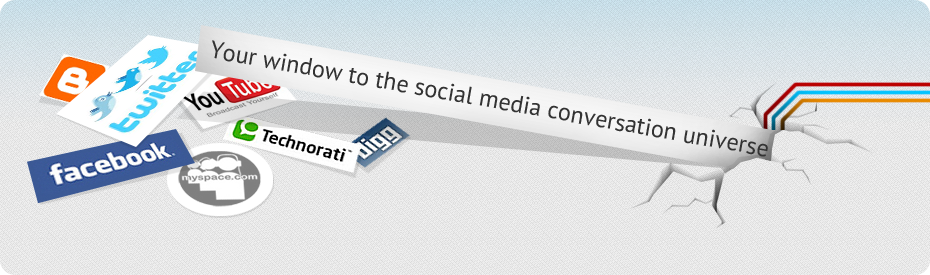 Your window to the social media conversation universe
twitter
You Tube
Broadcast Yourself
Technorati
digg
facebook.
myspace.com